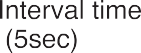 Interval time
(5sec)